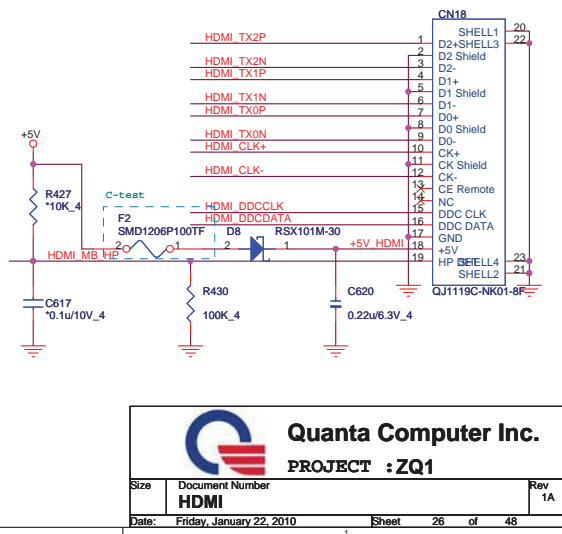 CN18
SHELL1 20
HDMI_TX2P 1 D2+ SHELL3 22
2 D2 Shield
HDMI_TX2N 3 D2-
HDMI_TX1P 4 D1+
5 D1 Shield
HDMI_TX1N 6 D1-
HDMI_TX0P 7 D0+
8 D0 Shield
HDMI_TX0N 9 D0-
HDMI_CLK+ 10 CK+
11 CK Shield
HDMI_CLK- 12 CK-
13 CE Remote
14 NC
HDMI_DDCCLK 15 DDC CLK
HDMI_DDCDATA 16 DDC DATA
17 GND
+5V_HDMI 18 +5V
HDMI_MB_HP 19 HP DET SHELL4 23
SHELL2 21
QJ1119C-NK01-8F
+5V
R427
*10K_4
C-test
F2
SMD1206P100TF
2 1
D8 RSX101M-30
2 1
C617
*0.1u/10V_4
R430
100K_4
C620
0.22u/6.3V_4
Quanta Computer Inc.
PROJECT : ZQ1
Size Document Number Rev
HDMI 1A
Date: Friday, January 22, 2010 Sheet 26 of 48
1